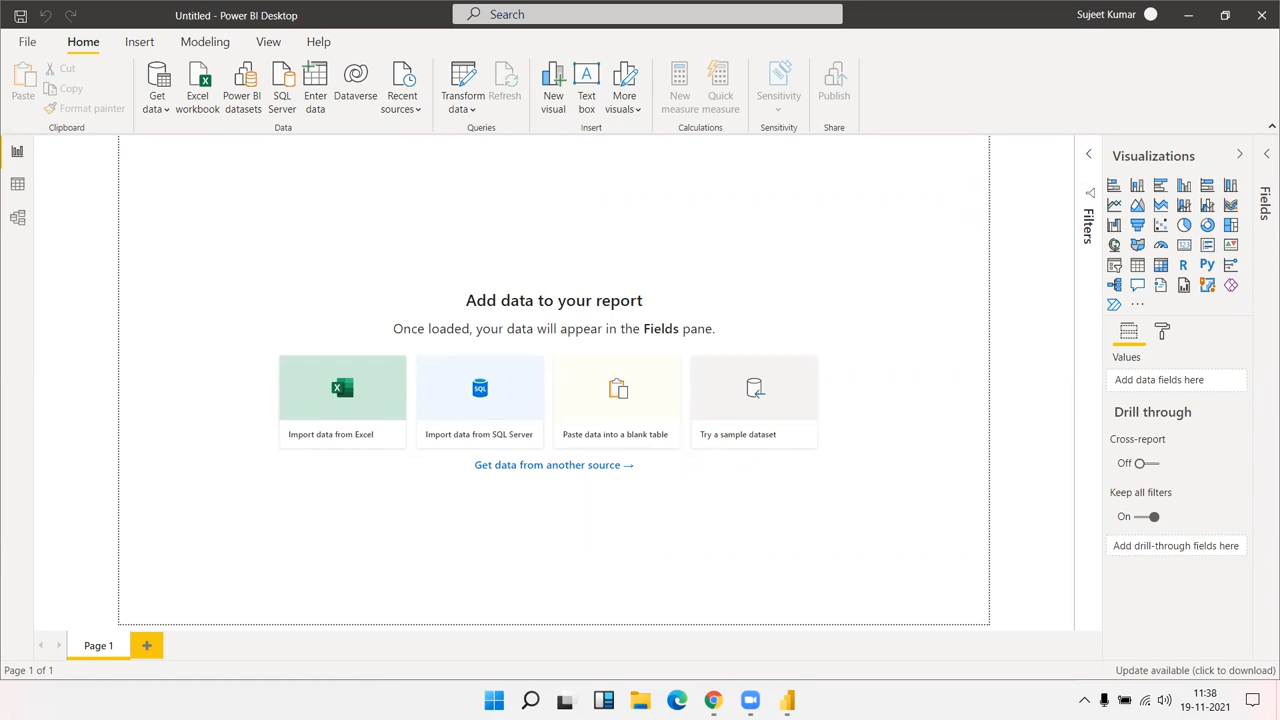 Untitled - Power BI Desktop
Search
Sujeet Kumar
File Home Insert Modeling View Help
Paste
Cut
Copy
Format painter
Clipboard
Get data
Excel workbook
Power BI datasets
SQL Server
Enter data
Dataverse
Recent sources
Data
Transform data
Refresh
Queries
New visual
Text box
More visuals
Insert
New measure
Quick measure
Calculations
Sensitivity
Sensitivity
Publish
Share
Add data to your report
Once loaded, your data will appear in the Fields pane.
SQL
Import data from Excel
Import data from SQL Server
Paste data into a blank table
Try a sample dataset
Get data from another source →
Filters
Visualizations
R
Py
Values
Add data fields here
Drill through
Cross-report
Off
Keep all filters
On
Add drill-through fields here
Fields
Page 1
Page 1 of 1
Update available (click to download)
11:38
19-11-2021